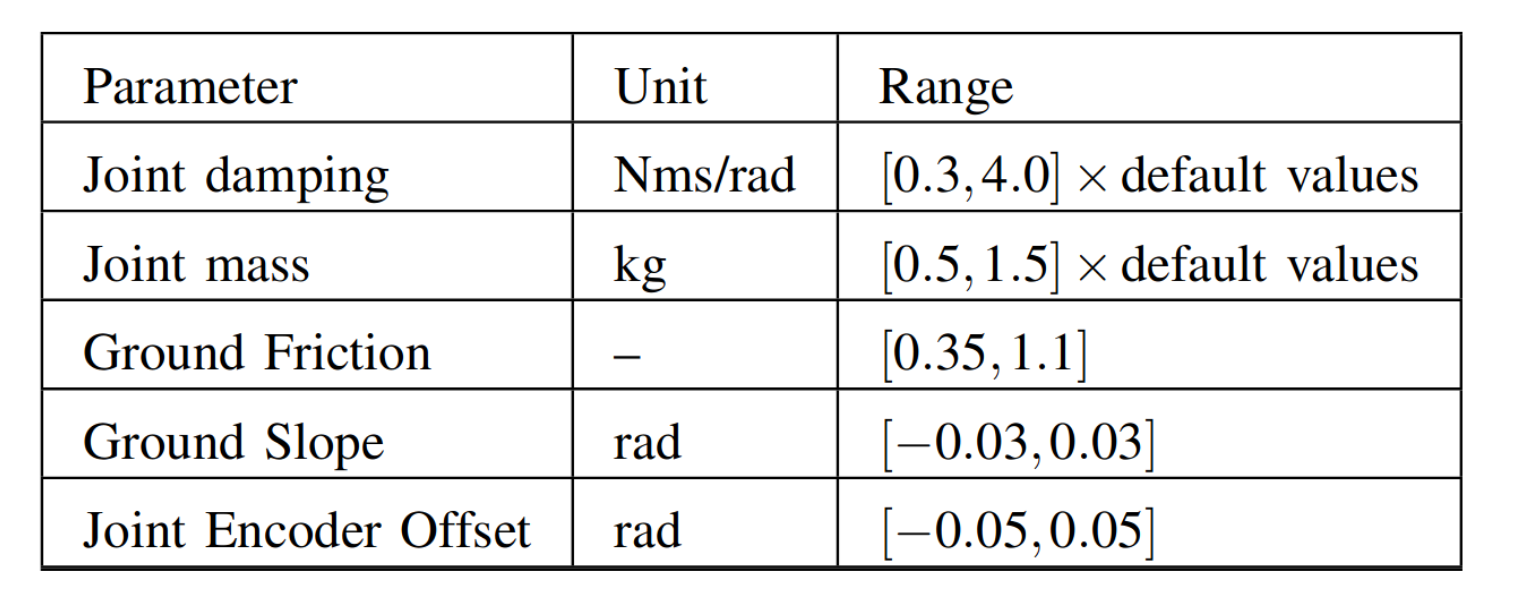 Parameter Unit Range
Joint damping Nms/rad [0.3,4.0] × default values
Joint mass kg [0.5,1.5] × default values
Ground Friction – [0.35,1.1]
Ground Slope rad [−0.03,0.03]
Joint Encoder Offset rad [−0.05,0.05]